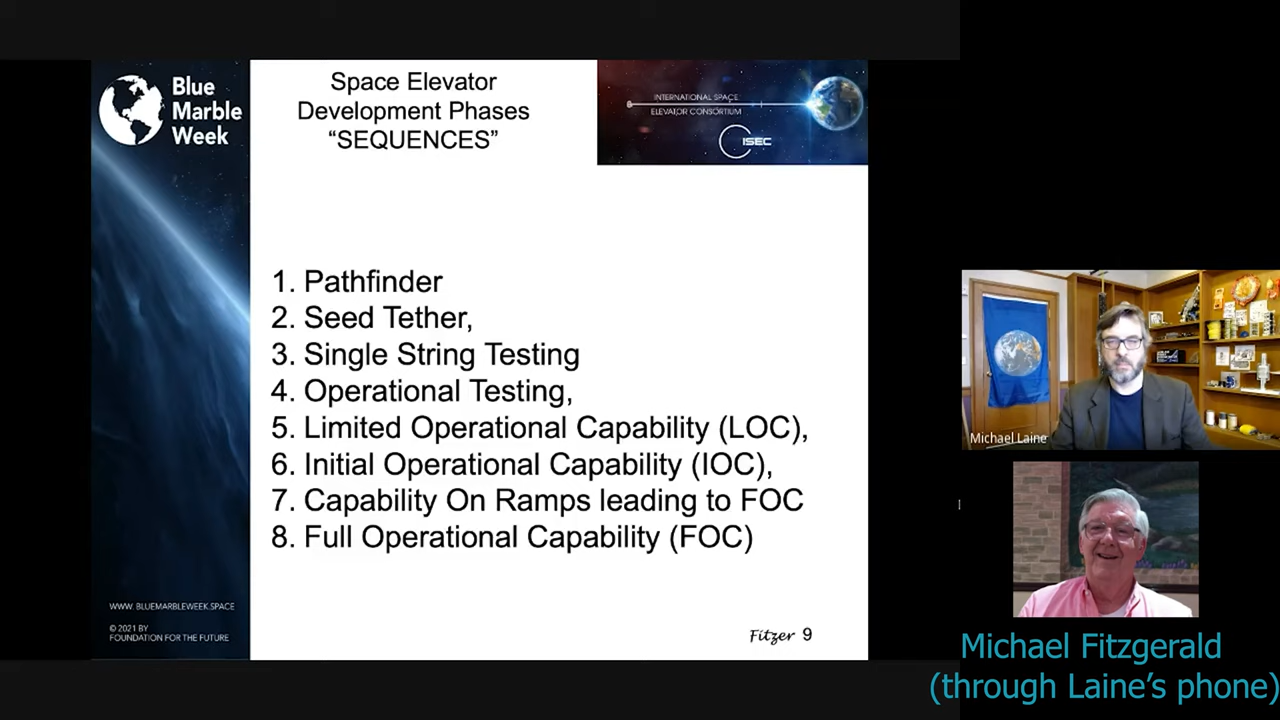 Blue
Marble
Week
Space Elevator
Development Phases
“SEQUENCES”
INTERNATIONAL SPACE
ELEVATOR CONSORTIUM
ISEC
1. Pathfinder
2. Seed Tether,
3. Single String Testing
4. Operational Testing,
5. Limited Operational Capability (LOC),
6. Initial Operational Capability (IOC),
7. Capability On Ramps leading to FOC
8. Full Operational Capability (FOC)
WWW. BLUEMARBLEWEEK.SPACE
© 2021 BY
FOUNDATION FOR THE FUTURE
Fitzer 9
Michael Laine
Michael Fitzgerald
(through Laine’s phone)